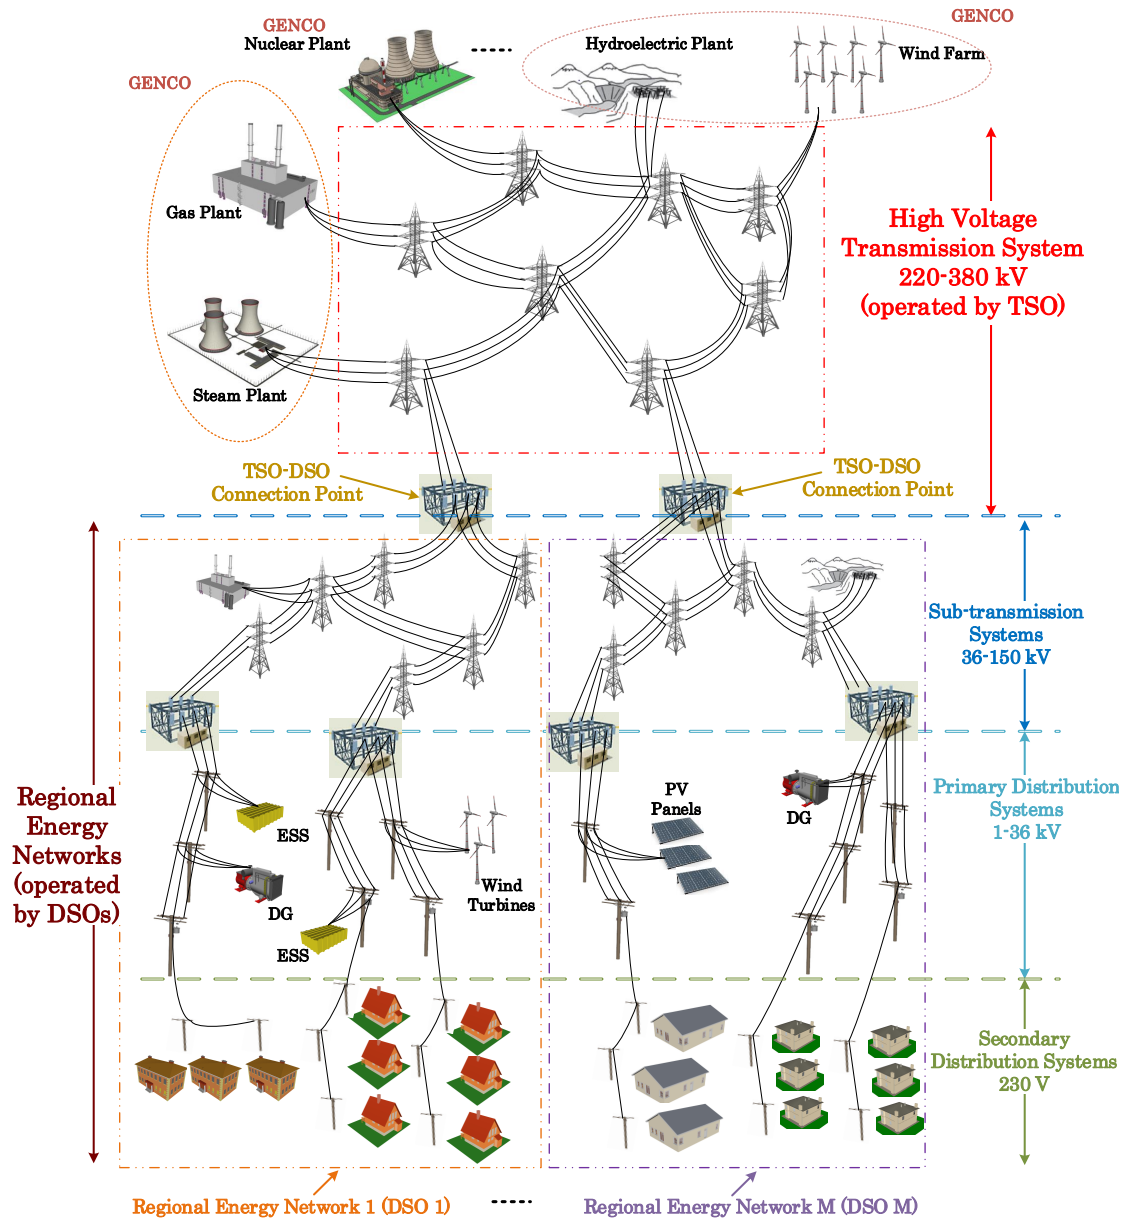 GENCO
Nuclear Plant
Hydroelectric Plant
GENCO
Wind Farm
GENCO
Gas Plant
Steam Plant
High Voltage
Transmission System
220-380 kV
(operated by TSO)
TSO-DSO
Connection Point
TSO-DSO
Connection Point
Sub-transmission
Systems
36-150 kV
Regional
Energy
Networks
(operated
by DSOs)
ESS
DG
ESS
Wind
Turbines
PV
Panels
DG
Primary Distribution
Systems
1-36 kV
Secondary
Distribution Systems
230 V
Regional Energy Network 1 (DSO 1)
Regional Energy Network M (DSO M)